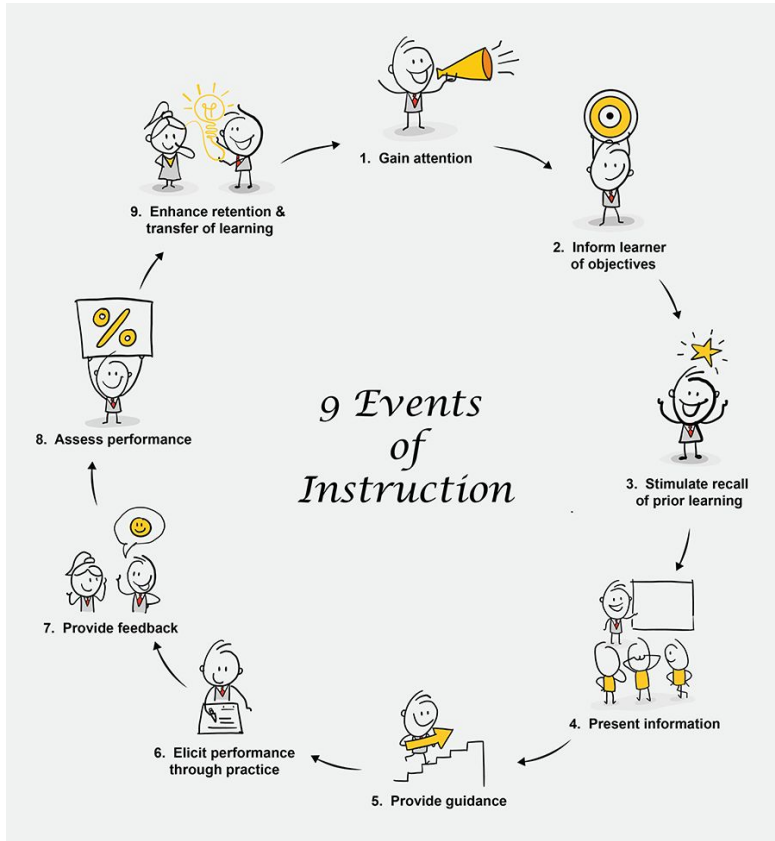 1. Gain attention
2. Inform learner
of objectives
3. Stimulate recall
of prior learning
4. Present information
5. Provide guidance
6. Elicit performance
through practice
7. Provide feedback
8. Assess performance
9. Enhance retention &
transfer of learning
9 Events
of
Instruction
%